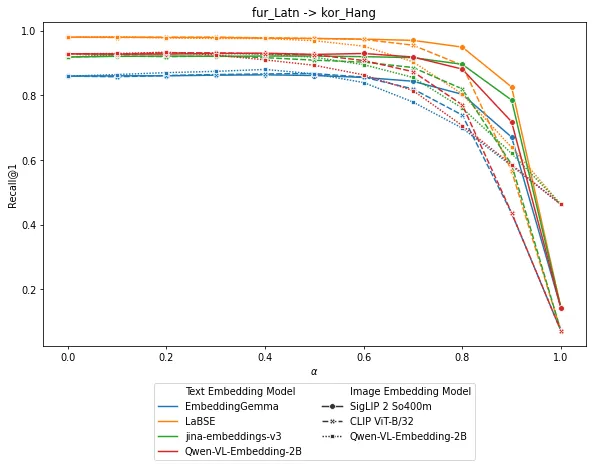 fur_Latn -> kor_Hang
Recall@1
1.0
0.8
0.6
0.4
0.2
0.0 0.2 0.4 0.6 0.8 1.0
α
Text Embedding Model Image Embedding Model
EmbeddingGemma SigLIP 2 So400m
LaBSE CLIP ViT-B/32
jina-embeddings-v3 Qwen-VL-Embedding-2B
Qwen-VL-Embedding-2B